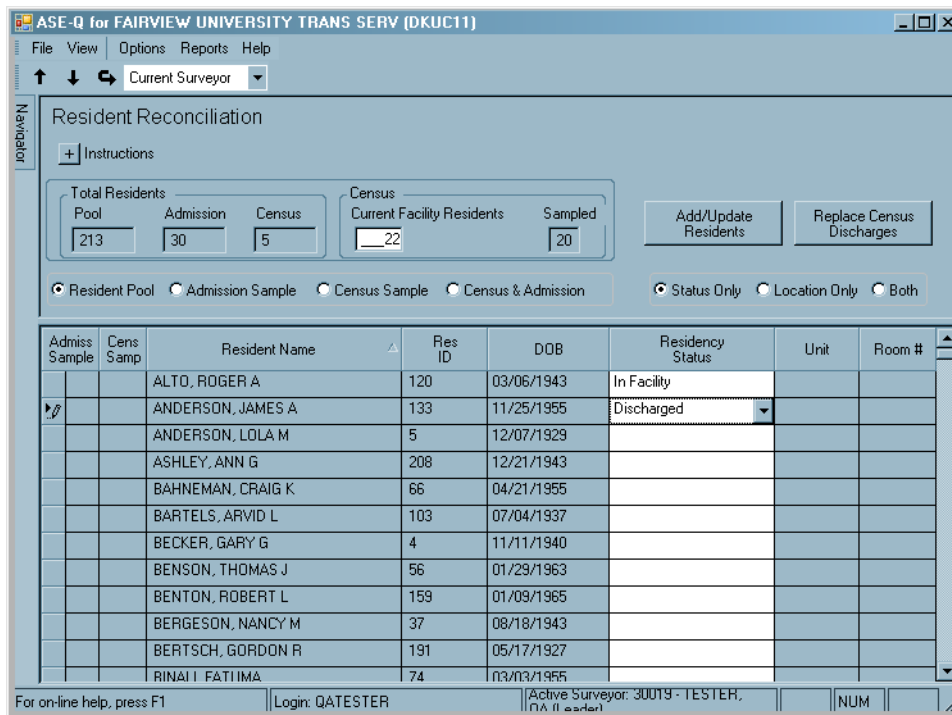 ASE-Q for FAIRVIEW UNIVERSITY TRANS SERV (DKUC11)
File View Options Reports Help
Current Surveyor
Navigator
Resident Reconciliation
+ Instructions
Total Residents Census
Pool Admission Census Current Facility Residents Sampled
213 30 5 ___22 20
Add/Update Residents
Replace Census Discharges
Resident Pool Admission Sample Census Sample Census & Admission Status Only Location Only Both
Admiss Sample Cens Samp Resident Name Res ID DOB Residency Status Unit Room #
ALTO, ROGER A 120 03/06/1943 In Facility
ANDERSON, JAMES A 133 11/25/1955 Discharged
ANDERSON, LOLA M 5 12/07/1929
ASHLEY, ANN G 208 12/21/1943
BAHNEMAN, CRAIG K 66 04/21/1955
BARTELS, ARVID L 103 07/04/1937
BECKER, GARY G 4 11/11/1940
BENSON, THOMAS J 56 01/29/1963
BENTON, ROBERT L 159 01/09/1965
BERGESON, NANCY M 37 08/18/1943
BERTSCH, GORDON R 191 05/17/1927
FATUMA 74 03/03/1955
For on-line help, press F1 Login: QATESTER Active Surveyor: 30019 - TESTER, QA (Leader) NUM